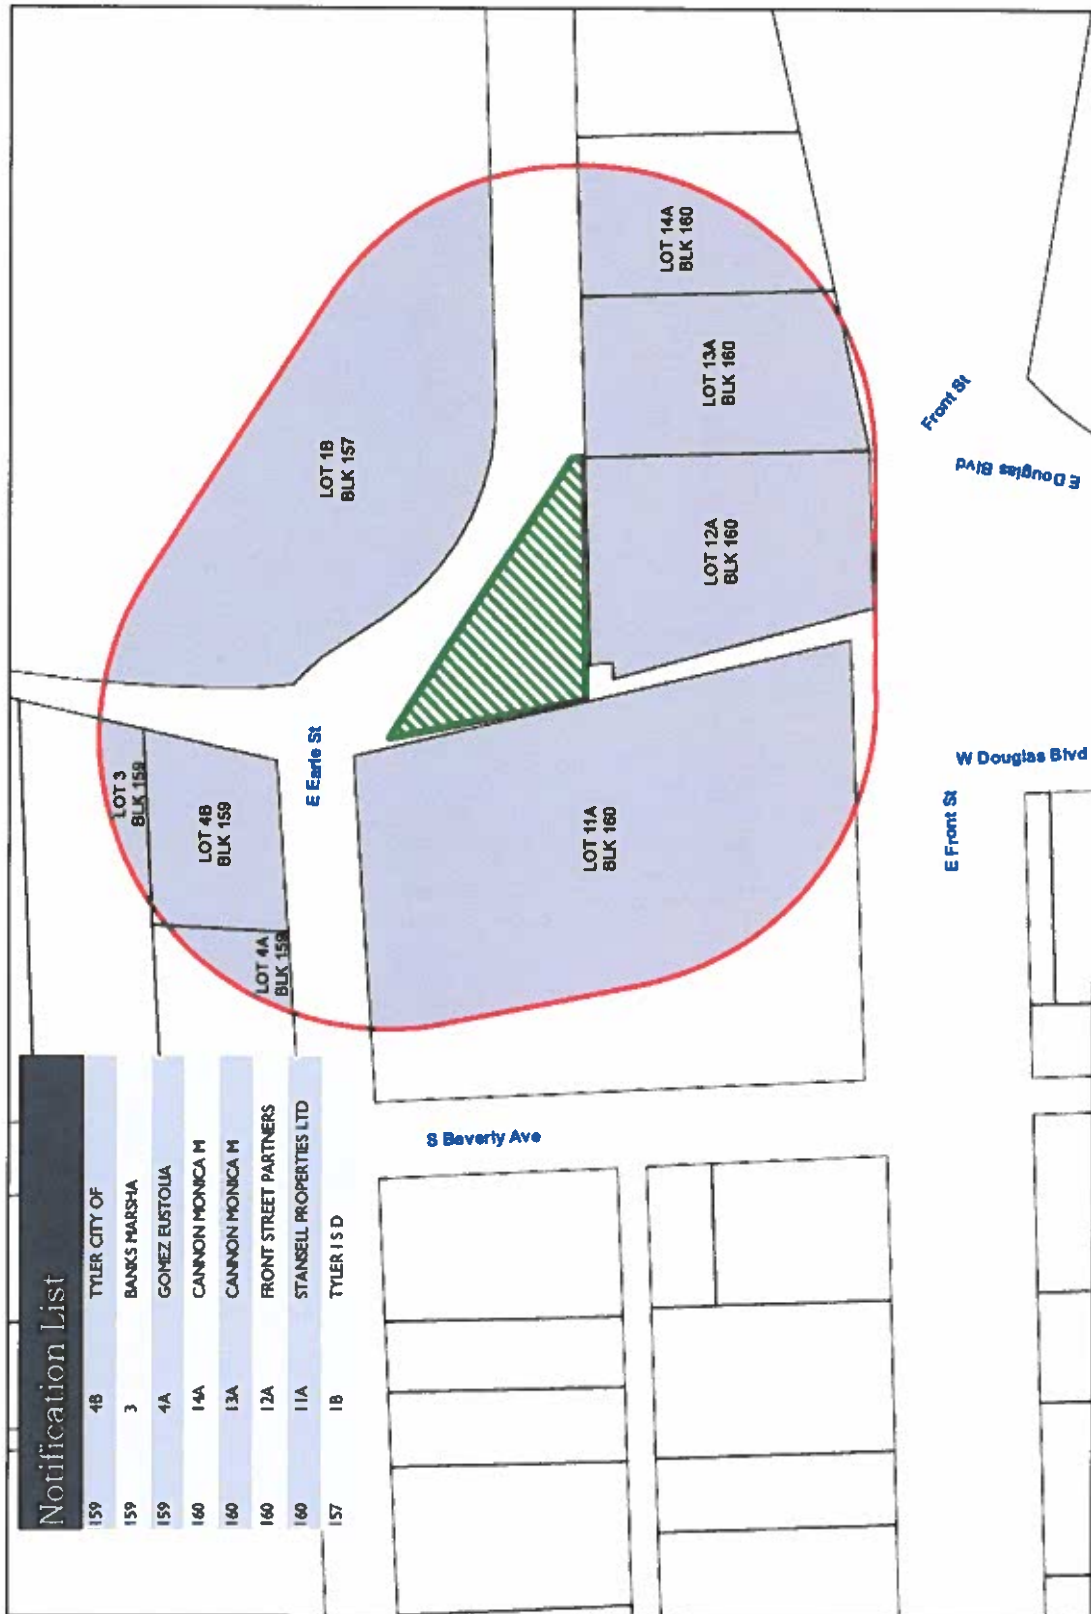 Notification List
159 4B TYLER CITY OF
159 3 BANKS MARSHA
159 4A GOMEZ EUSTOLIA
160 14A CANNON MONICA M
160 13A CANNON MONICA M
160 12A FRONT STREET PARTNERS
160 11A STANSELL PROPERTIES LTD
157 1B TYLER I S D
LOT 3
BLK 159
LOT 4B
BLK 159
LOT 4A
BLK 159
E Earle St
LOT 1B
BLK 157
LOT 14A
BLK 160
LOT 13A
BLK 160
LOT 12A
BLK 160
LOT 11A
BLK 160
S Beverly Ave
Front St
E Douglas Blvd
W Douglas Blvd
E Front St